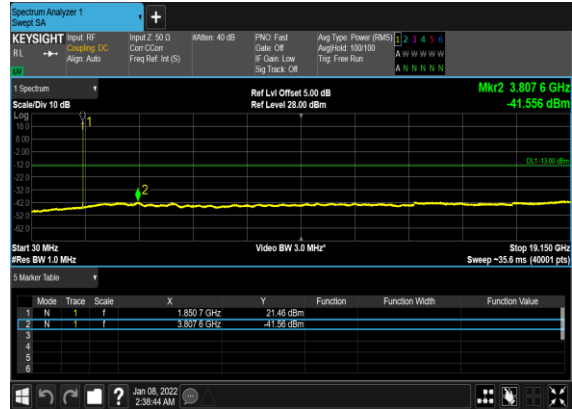 Spectrum Analyzer 1
Swept SA
+
KEYSIGHT Input: RF Input Z: 50 Ω #Atten: 40 dB PNO: Fast Avg Type: Power (RMS) 1 2 3 4 5 6
RL Coupling: DC Corr CCorr Gate: Off Avg|Hold: 100/100 A W W W W W
Align: Auto Freq Ref: Int (S) IF Gain: Low Trig: Free Run
Sig Track: Off A N N N N N
1 Spectrum Ref Lvl Offset 5.00 dB Mkr2 3.807 6 GHz
Scale/Div 10 dB Ref Level 28.00 dBm -41.556 dBm
Log
18.0
1
8.00
-2.00
-12.0 DL1 -13.00 dBm
-22.0
-32.0
2
-42.0
-52.0
-62.0
Start 30 MHz Video BW 3.0 MHz* Stop 19.150 GHz
#Res BW 1.0 MHz Sweep ~35.6 ms (40001 pts)
5 Marker Table
Mode Trace Scale X Y Function Function Width Function Value
1 N 1 f 1.850 7 GHz 21.46 dBm
2 N 1 f 3.807 6 GHz -41.56 dBm
3
4
5
6
? Jan 08, 2022
2:38:44 AM